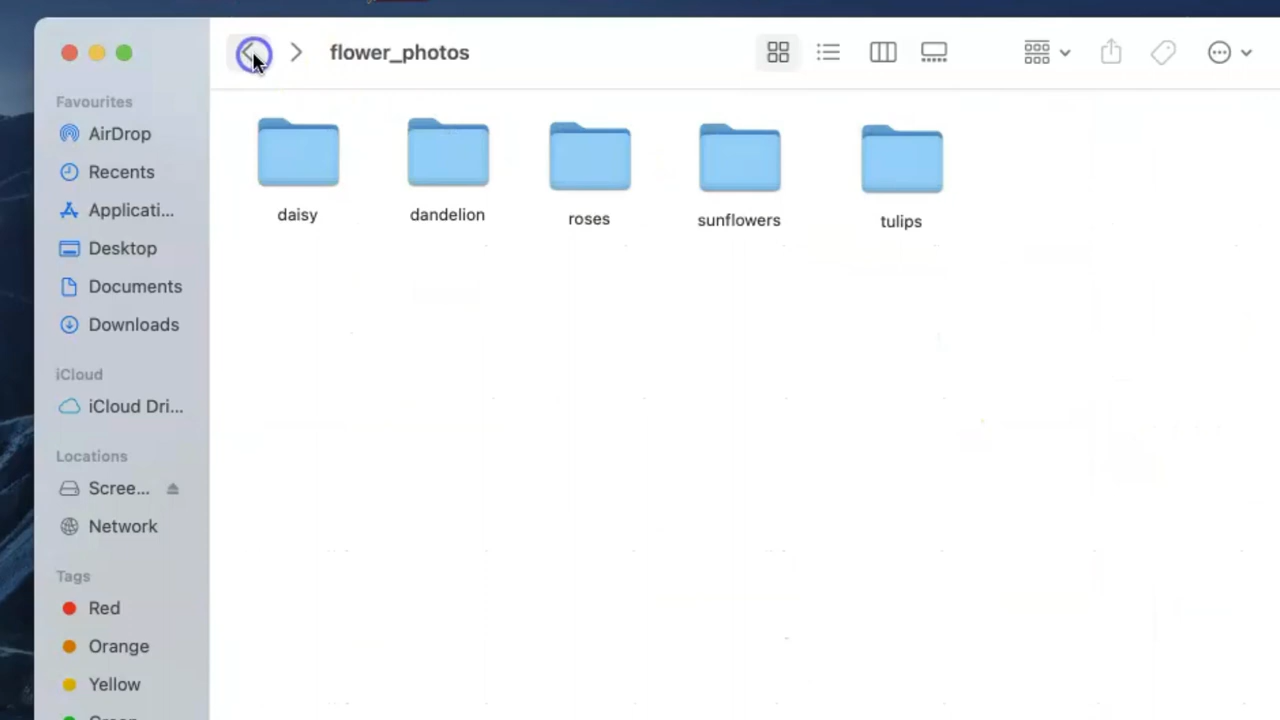 flower_photos
Favourites
AirDrop
Recents
Applicati...
Desktop
Documents
Downloads
iCloud
iCloud Dri...
Locations
Scree...
Network
Tags
Red
Orange
Yellow
daisy
dandelion
roses
sunflowers
tulips